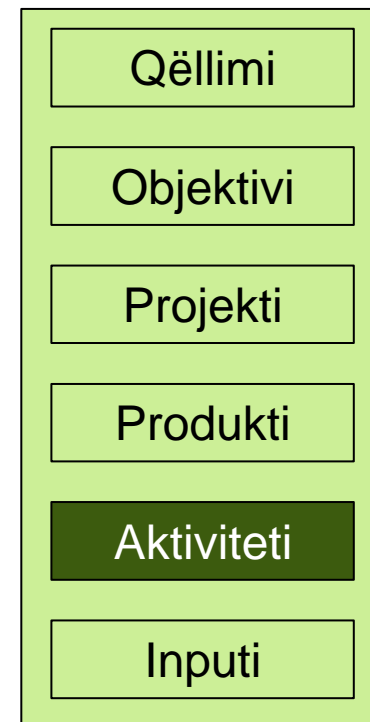 Qëllimi
Objektivi
Projekti
Produkti
Aktiviteti
Inputi